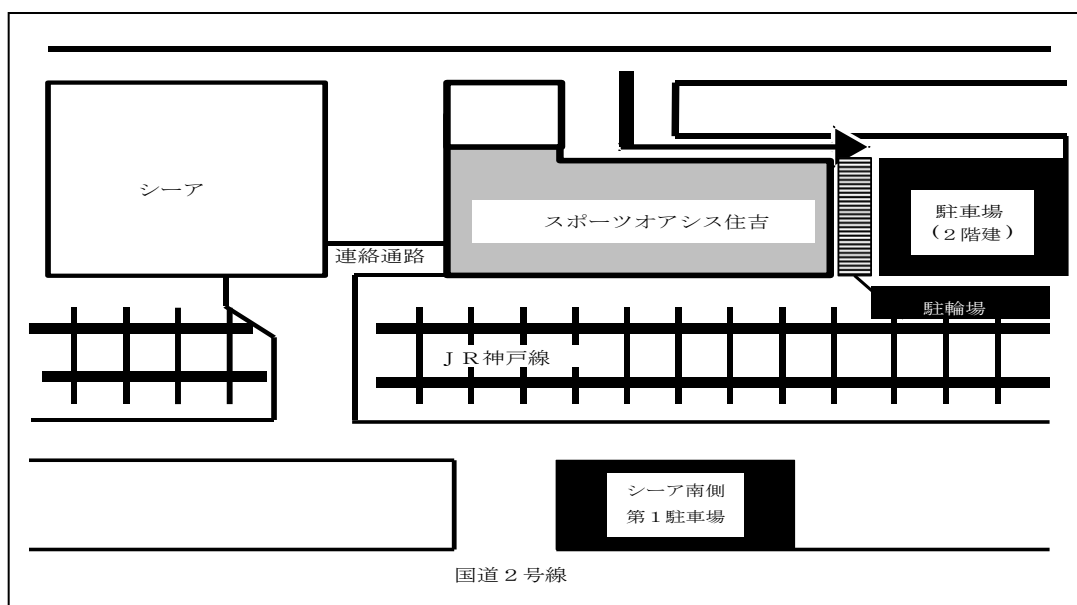 シーア
スポーツオアシス住吉
駐車場
(２階建)
連絡通路
駐輪場
ＪＲ神戸線
シーア南側
第１駐車場
国道２号線